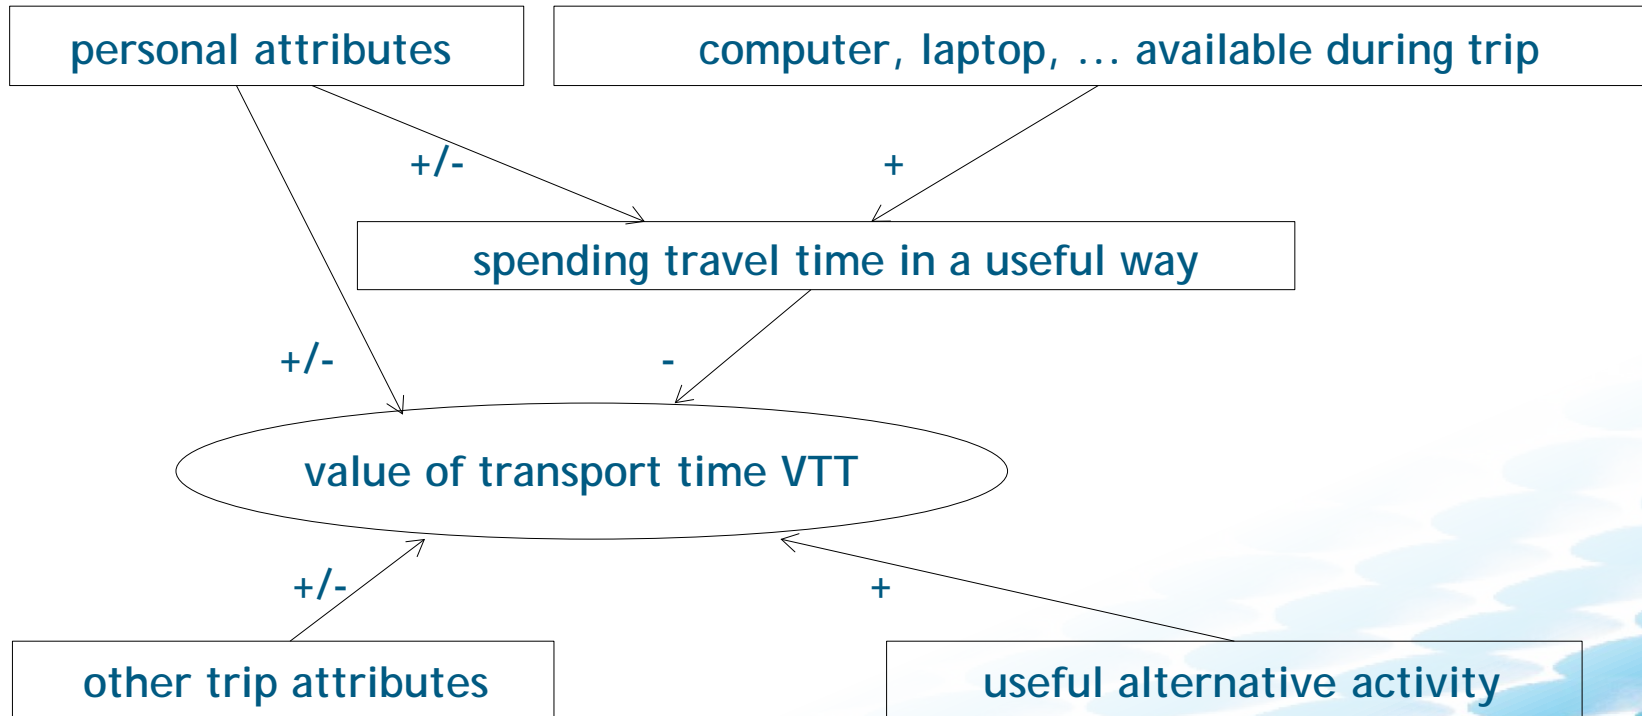 personal attributes
computer, laptop, ... available during trip
+/-
+
spending travel time in a useful way
+/-
-
value of transport time VTT
+/-
+
other trip attributes
useful alternative activity